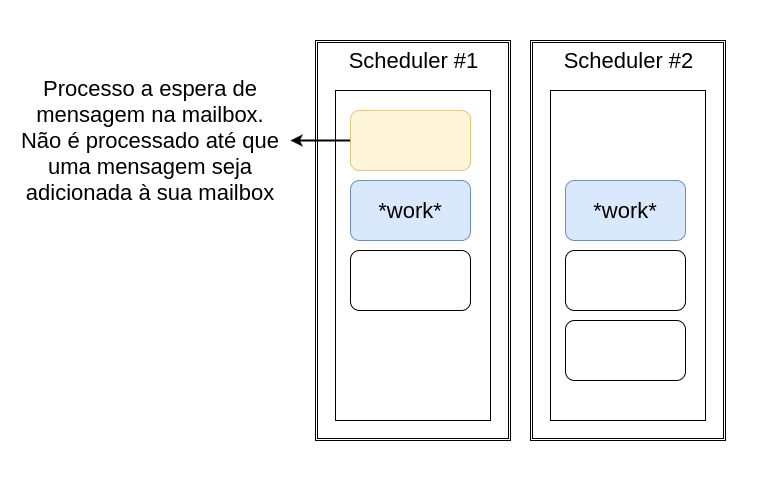 Scheduler #1
Scheduler #2
Processo a espera de
mensagem na mailbox.
Não é processado até que
uma mensagem seja
adicionada à sua mailbox
*work*
*work*